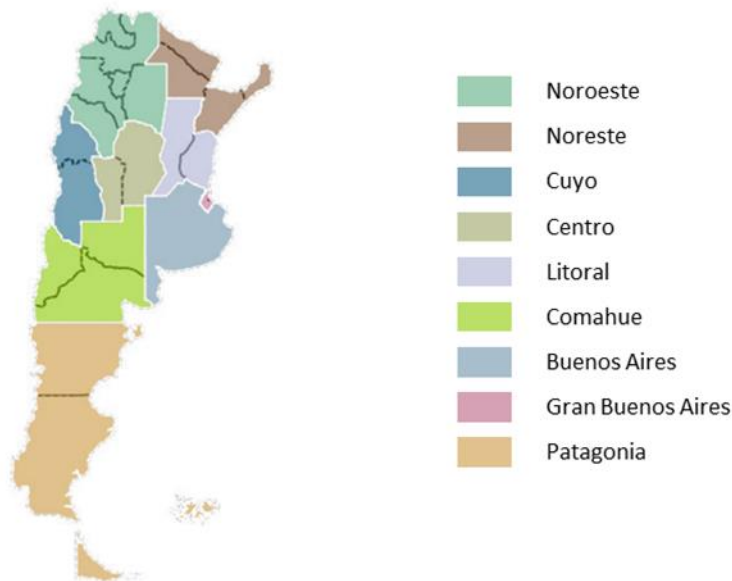 Noroeste
Noreste
Cuyo
Centro
Litoral
Comahue
Buenos Aires
Gran Buenos Aires
Patagonia